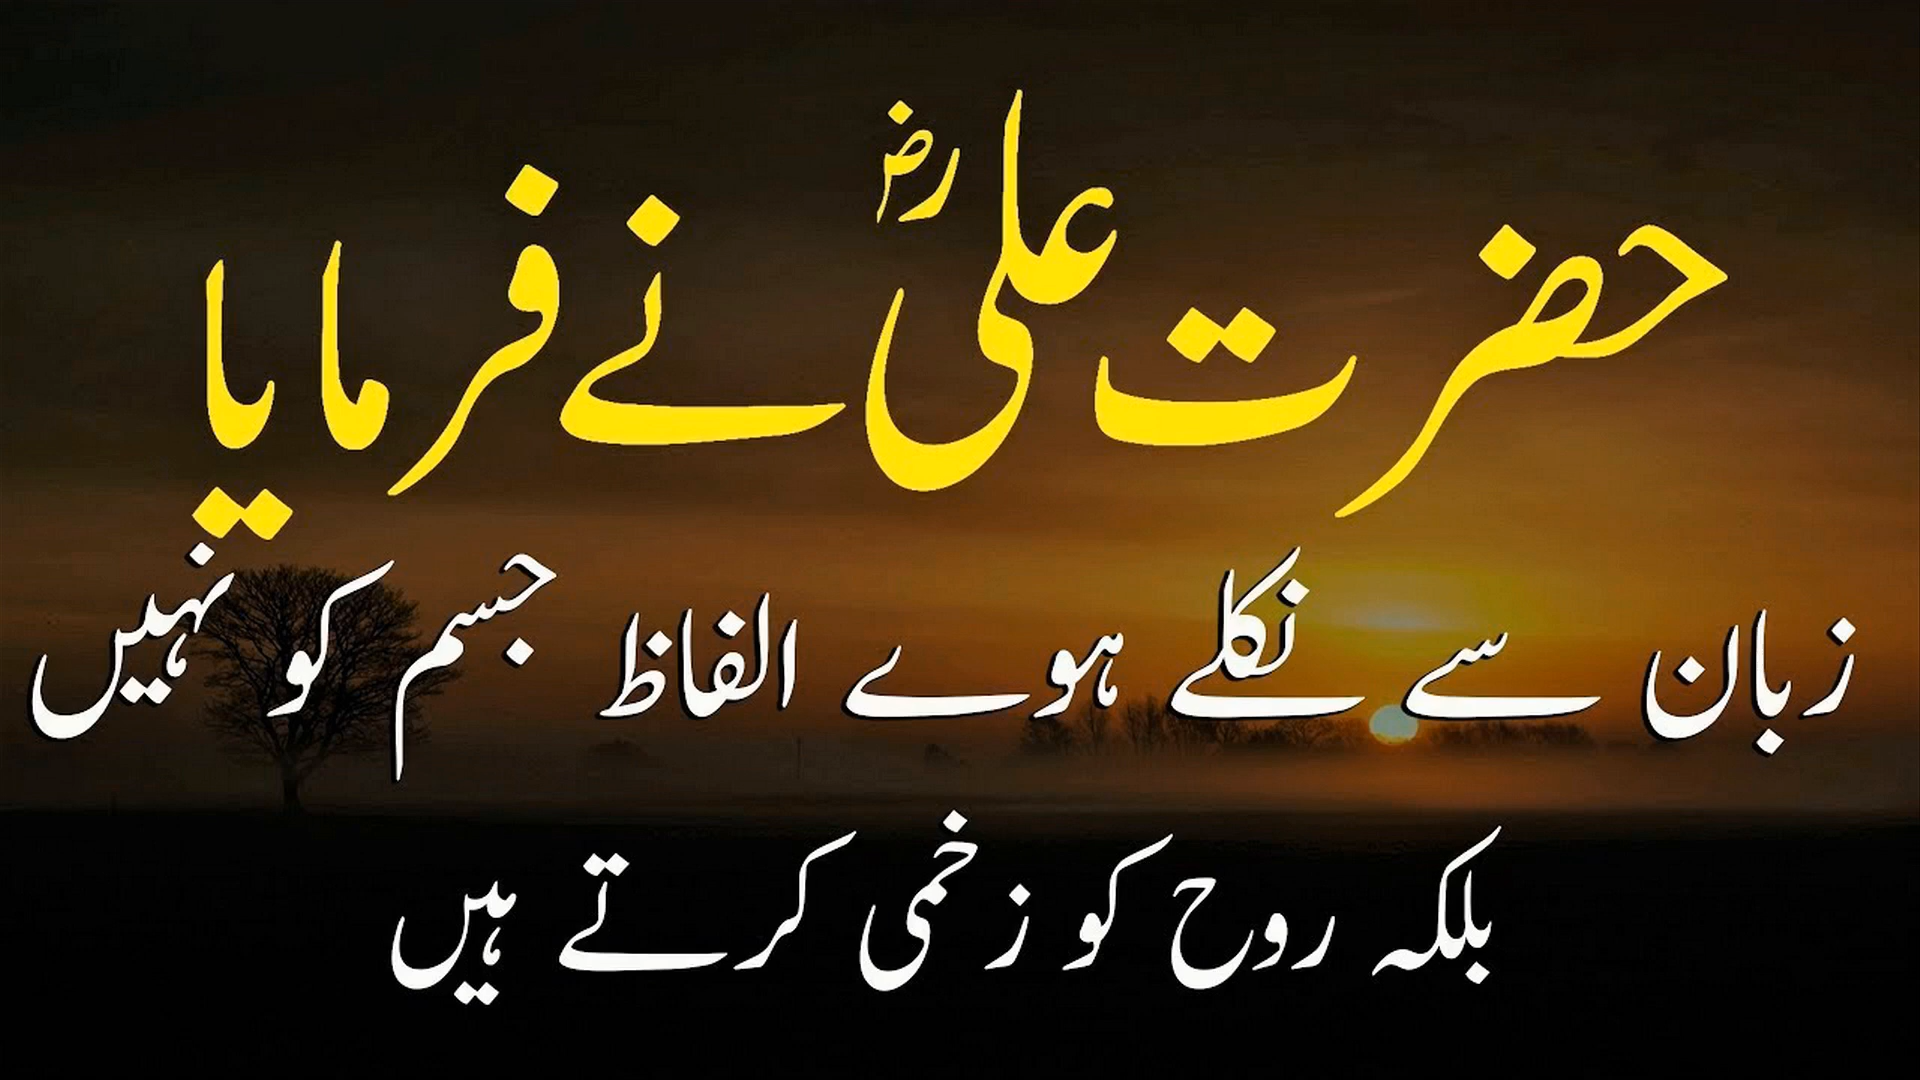 حضرت علیؓ نے فرمایا
زبان سے نکلے ہوے الفاظ جسم کو نہیں
بلکہ روح کو زخمی کرتے ہیں